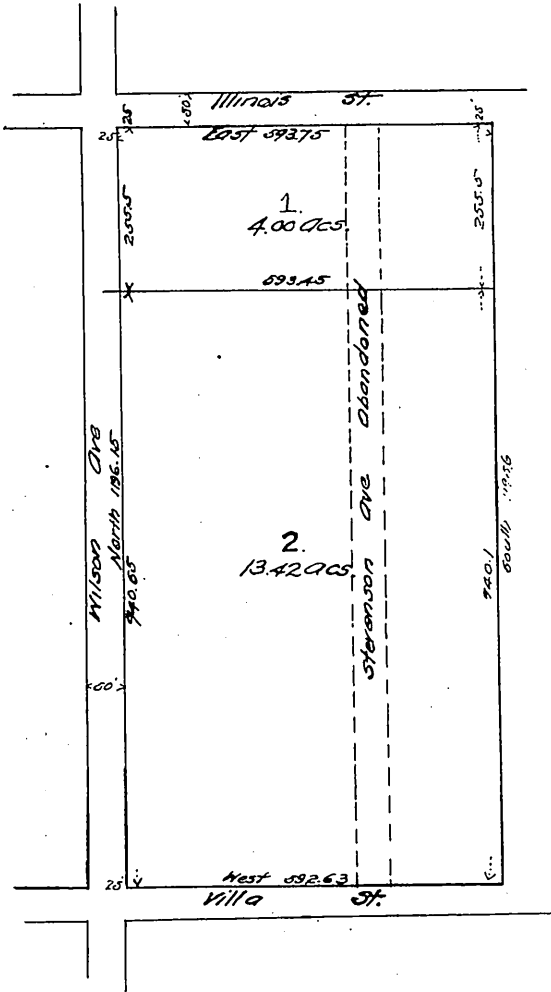 Illinois St.
25
50'
25'
25'
East 593.75
255.5
1.
4.00 acs.
255.5
593.45
Wilson Ave
North 1196.15
940.65
Stevenson Ave abandoned
2.
13.42 acs
940.1
South
60'
25'
West 592.63
Villa St.